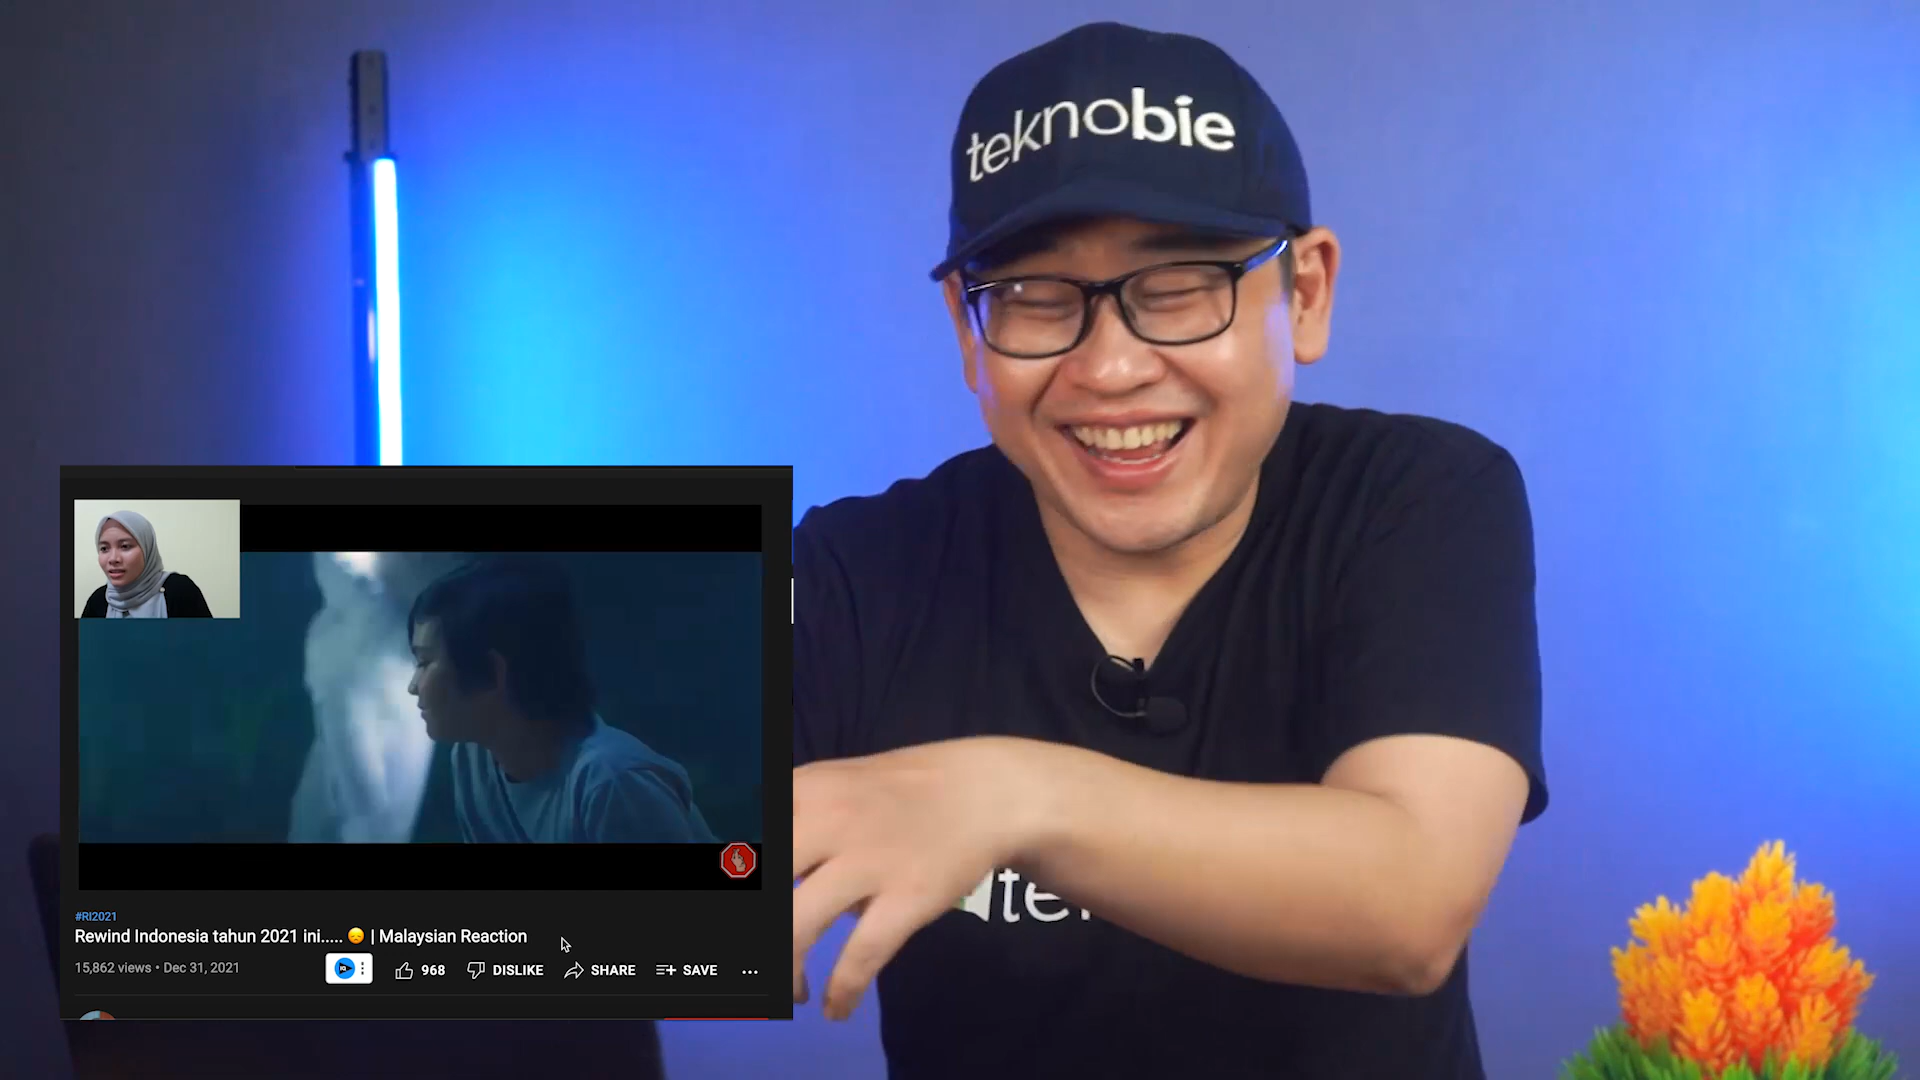 teknobie
te
#RI2021
Rewind Indonesia tahun 2021 ini..... 😔 | Malaysian Reaction
15,862 views • Dec 31, 2021
968
DISLIKE
SHARE
SAVE